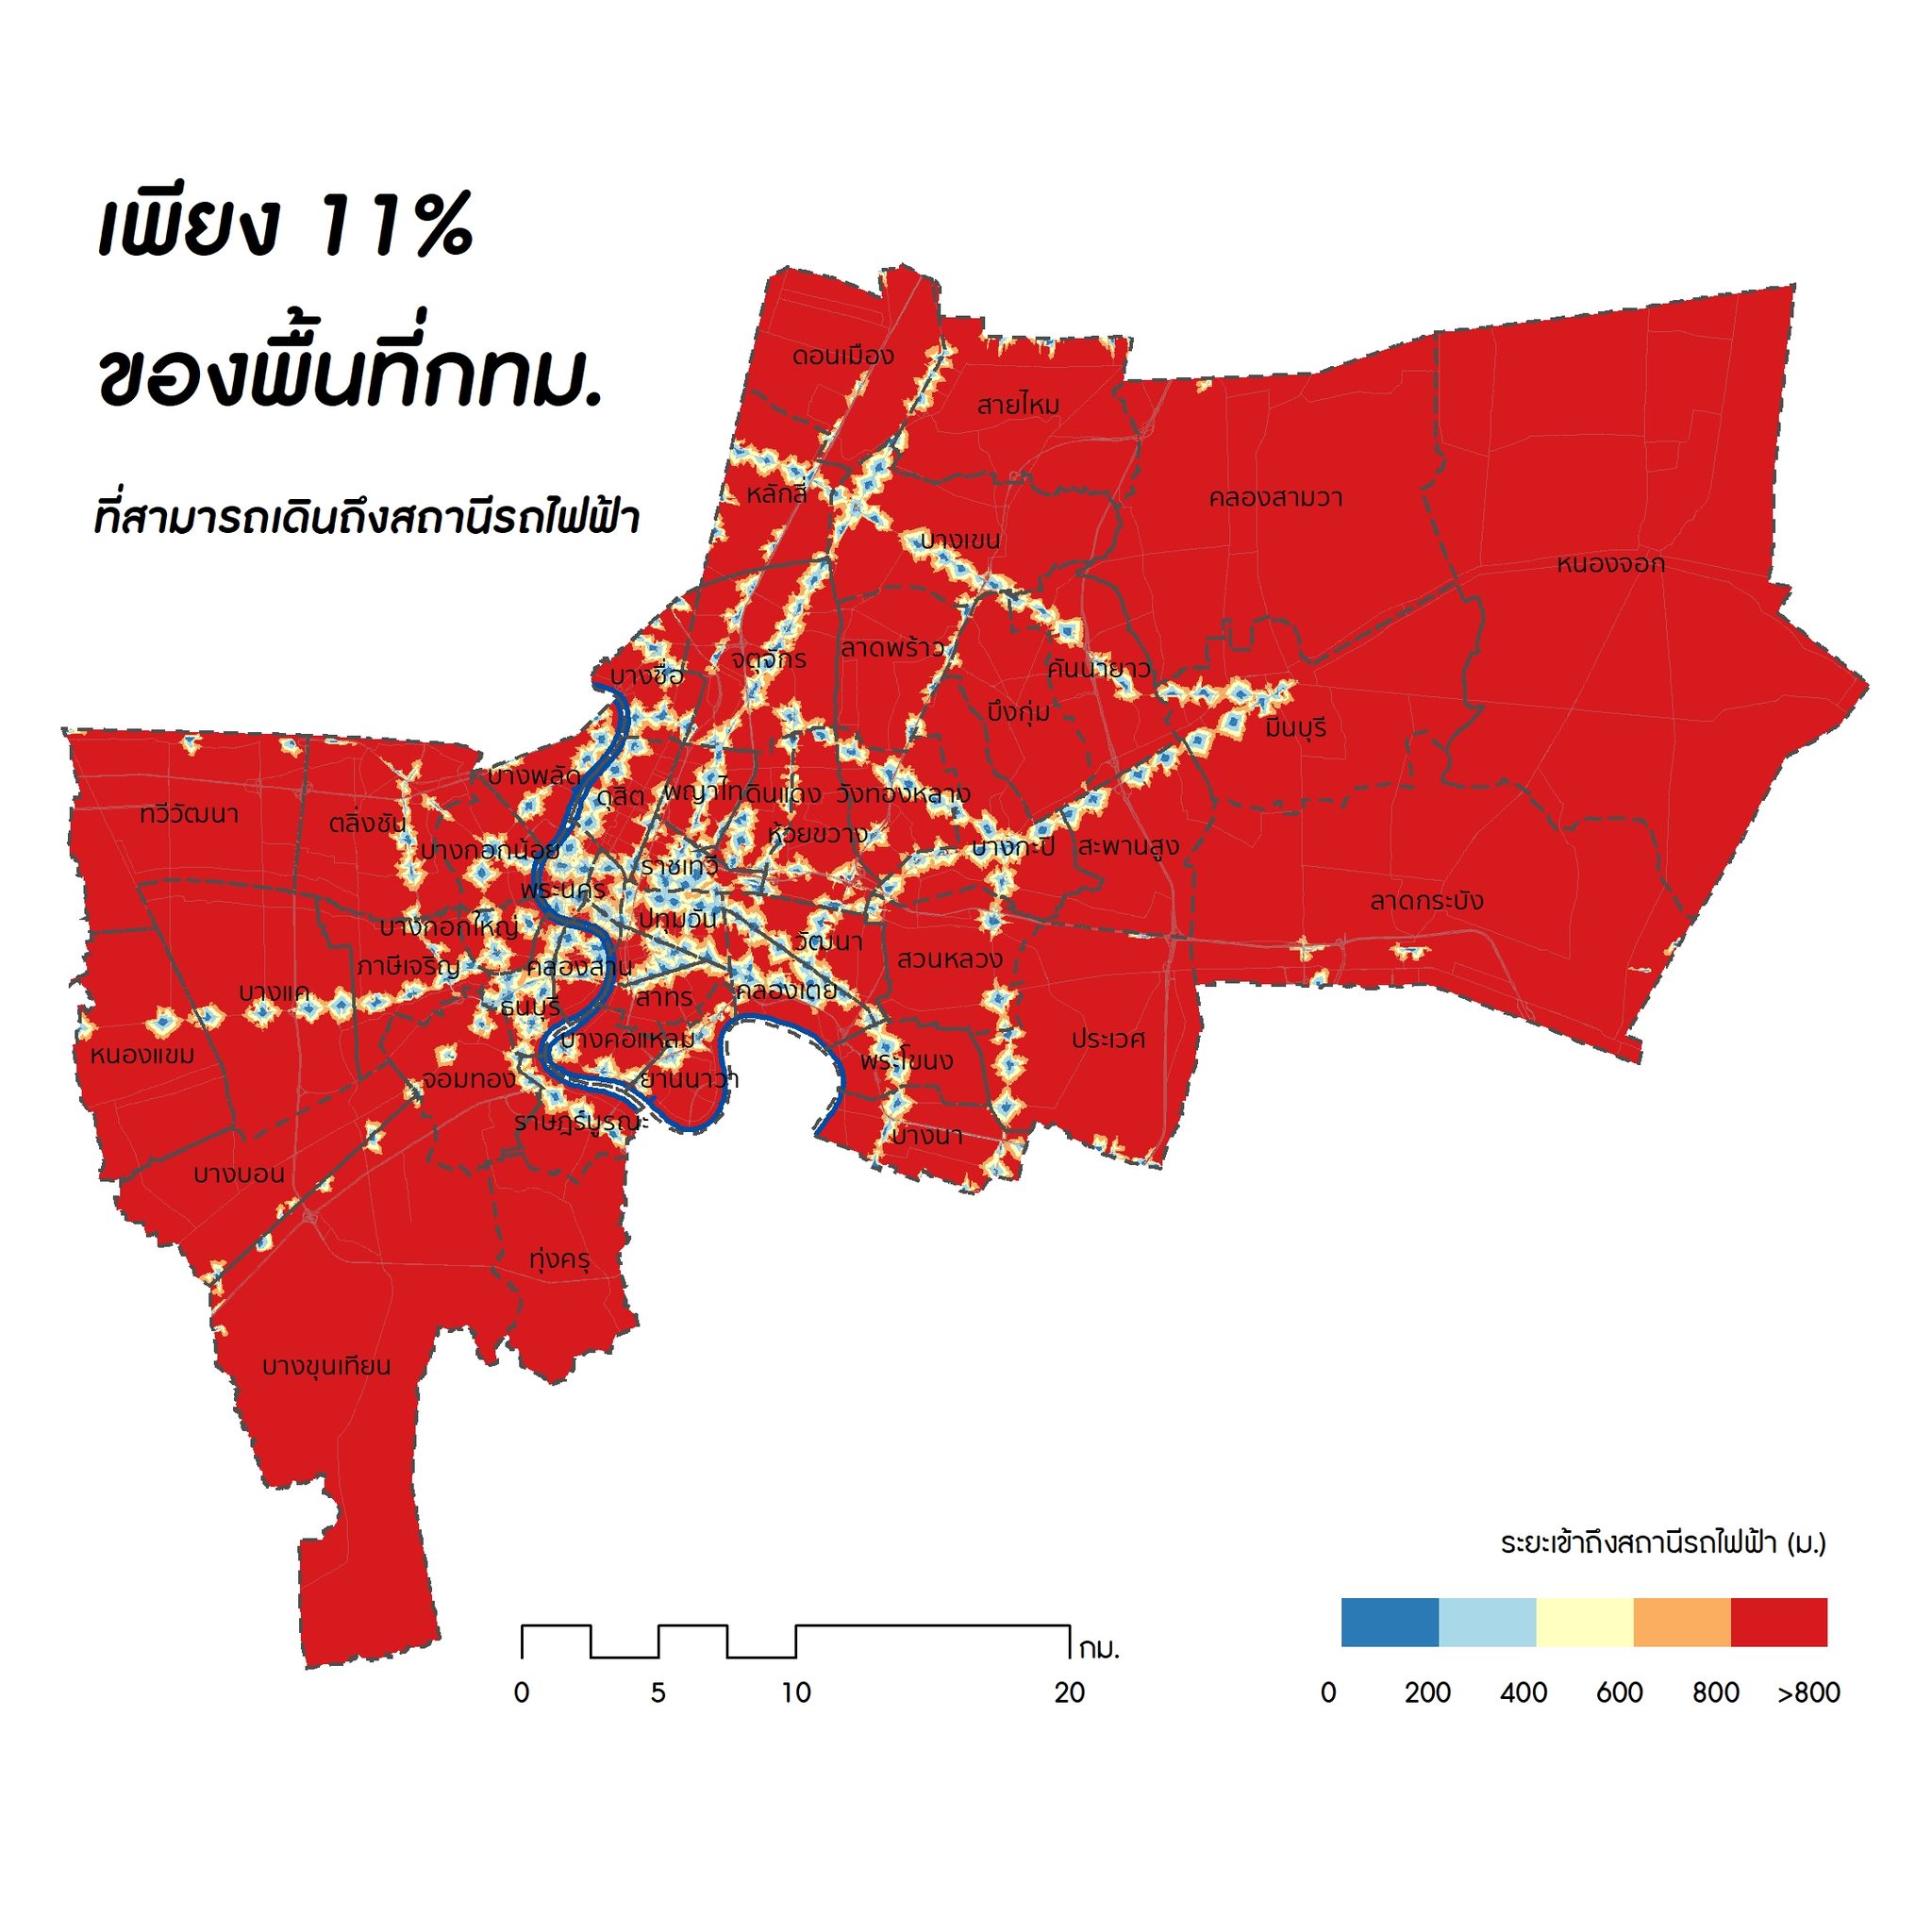 เพียง 11%
ของพื้นที่กทม.
ที่สามารถเดินถึงสถานีรถไฟฟ้า
ดอนเมือง
สายไหม
หลักสี่
คลองสามวา
บางเขน
หนองจอก
ลาดพร้าว
จตุจักร
คันนายาว
บางซื่อ
บึงกุ่ม
มีนบุรี
บางพลัด
ดุสิต
พญาไท
ดินแดง
วังทองหลาง
ทวีวัฒนา
ตลิ่งชัน
ห้วยขวาง
บางกะปิ
สะพานสูง
บางกอกน้อย
ราชเทวี
พระนคร
ลาดกระบัง
บางกอกใหญ่
ปทุมวัน
วัฒนา
สวนหลวง
ภาษีเจริญ
คลองสาน
บางแค
สาทร
คลองเตย
ธนบุรี
ประเวศ
บางคอแหลม
หนองแขม
พระโขนง
จอมทอง
ยานนาวา
ราษฎร์บูรณะ
บางนา
บางบอน
ทุ่งครุ
บางขุนเทียน
ระยะเข้าถึงสถานีรถไฟฟ้า (ม.)
กม.
0 5 10 20
0 200 400 600 800 >800